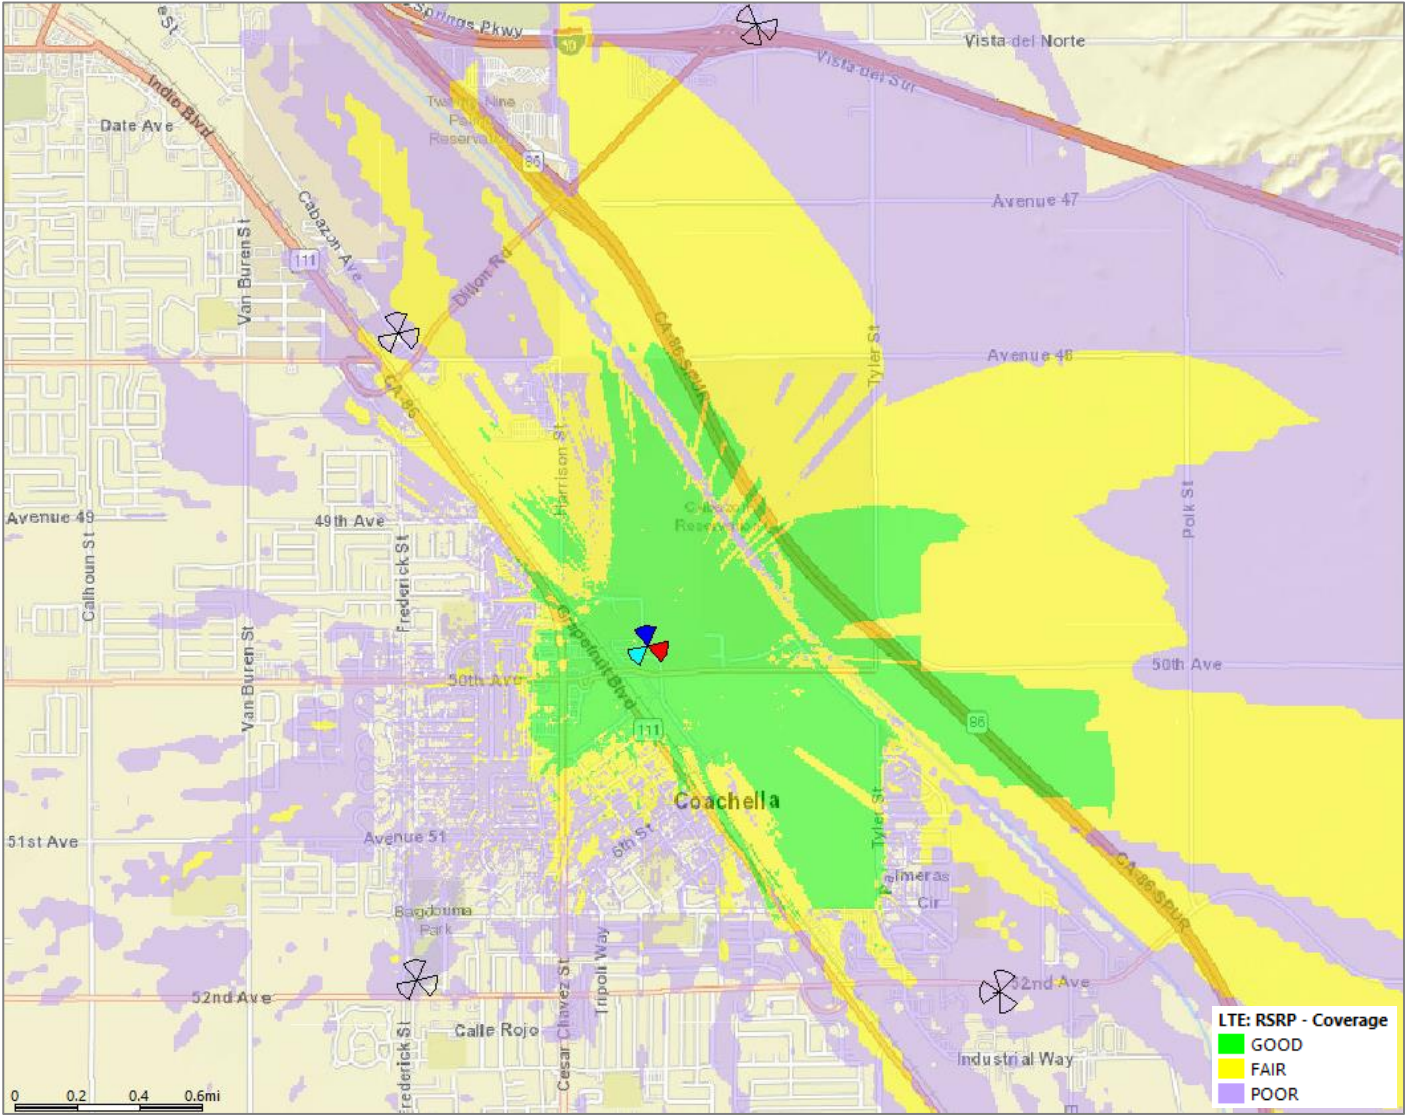 Springs Pkwy
e St
10
Vista del Norte
Vista del Sur
Indio Blvd
Date Ave
Twenty-Nine
Palms
Reservation
86
Cabazon Ave
Avenue 47
Van Buren St
111
Dillon Rd
CA-86 SPUR
Tyler St
Avenue 48
CA-86
Harrison St
Polk St
Avenue 49
49th Ave
Cabazon
Reservation
Calhoun St
Frederick St
Grapefruit Blvd
Van Buren St
50th Ave
50th Ave
111
86
Coachella
Tyler St
51st Ave
Avenue 51
6th St
CA-86 SPUR
Palmeras
Cir
Bagdouma
Park
Tripoli Way
Cesar Chavez St
52nd Ave
52nd Ave
Calle Rojo
Frederick St
Industrial Way
LTE: RSRP - Coverage
GOOD
FAIR
POOR
0 0.2 0.4 0.6mi